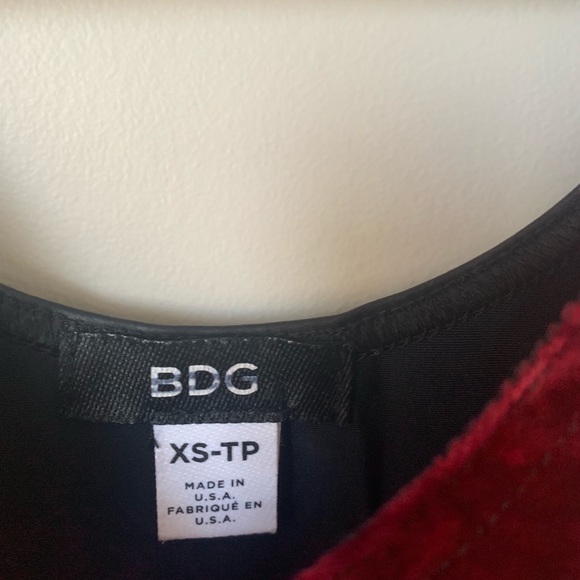 BDG
XS-TP
MADE IN
U.S.A.
FABRIQUÉ EN
U.S.A.